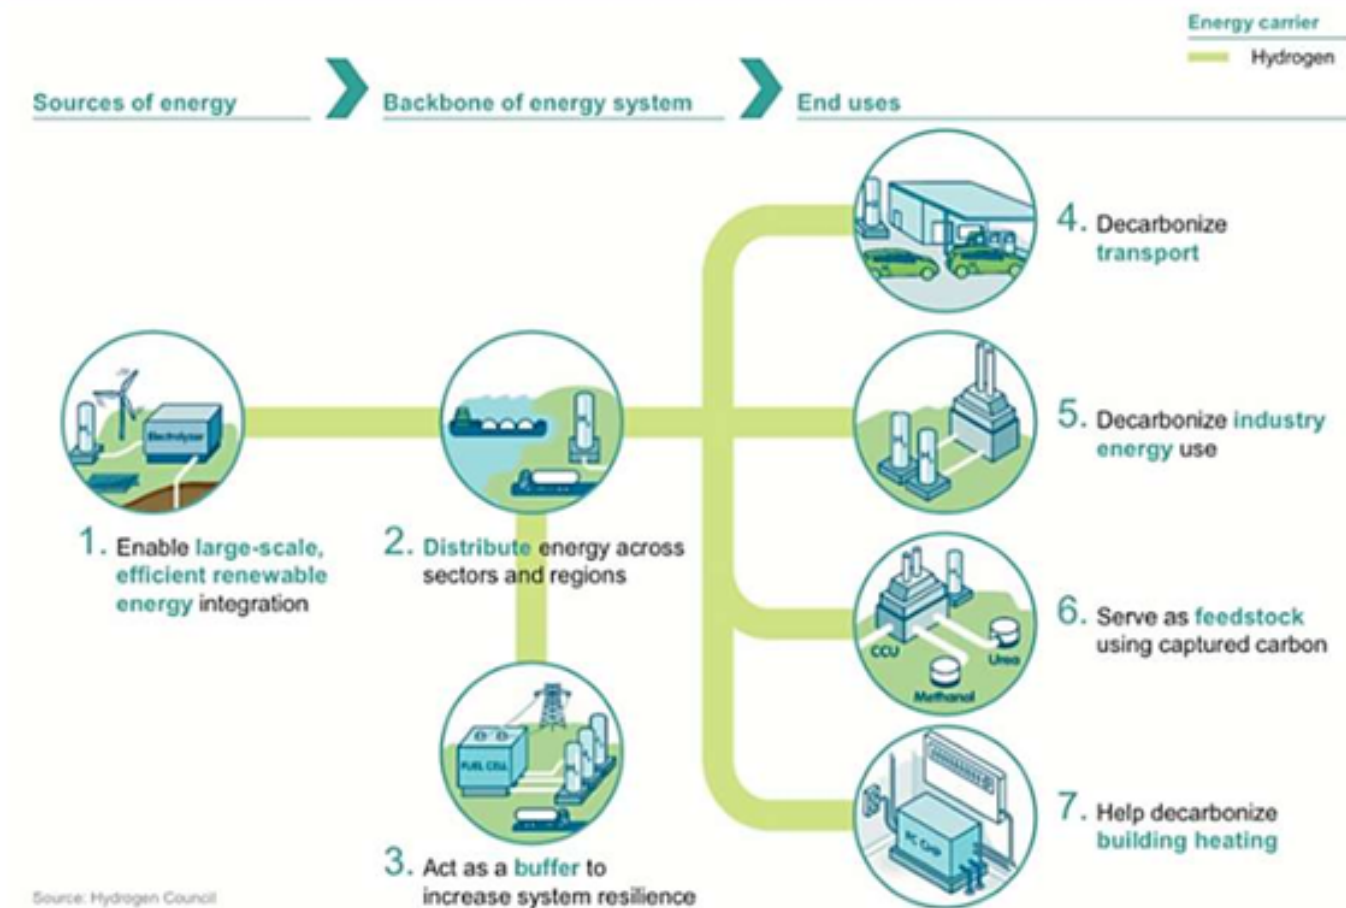 Energy carrier
Hydrogen
Sources of energy
Backbone of energy system
End uses
4. Decarbonize
transport
Electrolyzer
5. Decarbonize industry
energy use
1. Enable large-scale,
efficient renewable
energy integration
2. Distribute energy across
sectors and regions
CCU
Urea
Methanol
6. Serve as feedstock
using captured carbon
FUEL CELL
3. Act as a buffer to
increase system resilience
FC CHP
7. Help decarbonize
building heating
Source: Hydrogen Council